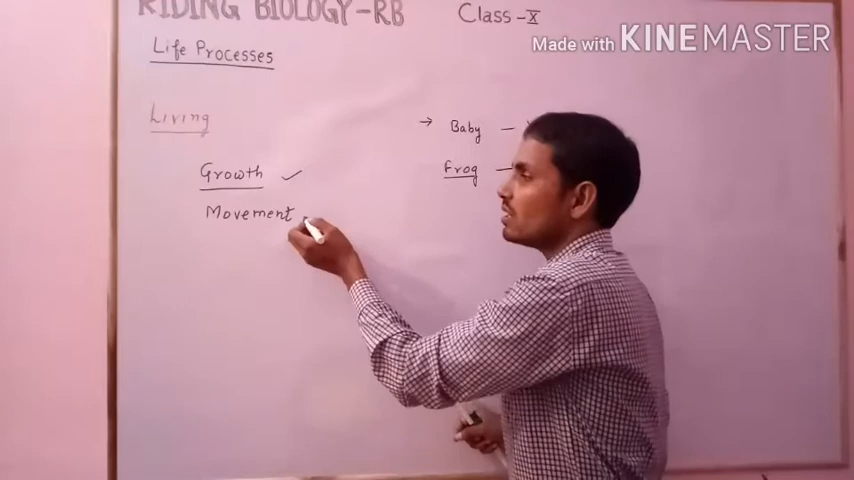 RIDING BIOLOGY-RB
Class-X
Made with KINEMASTER
Life Processes
Living
→ Baby -
Growth ✓
Frog -
Movement